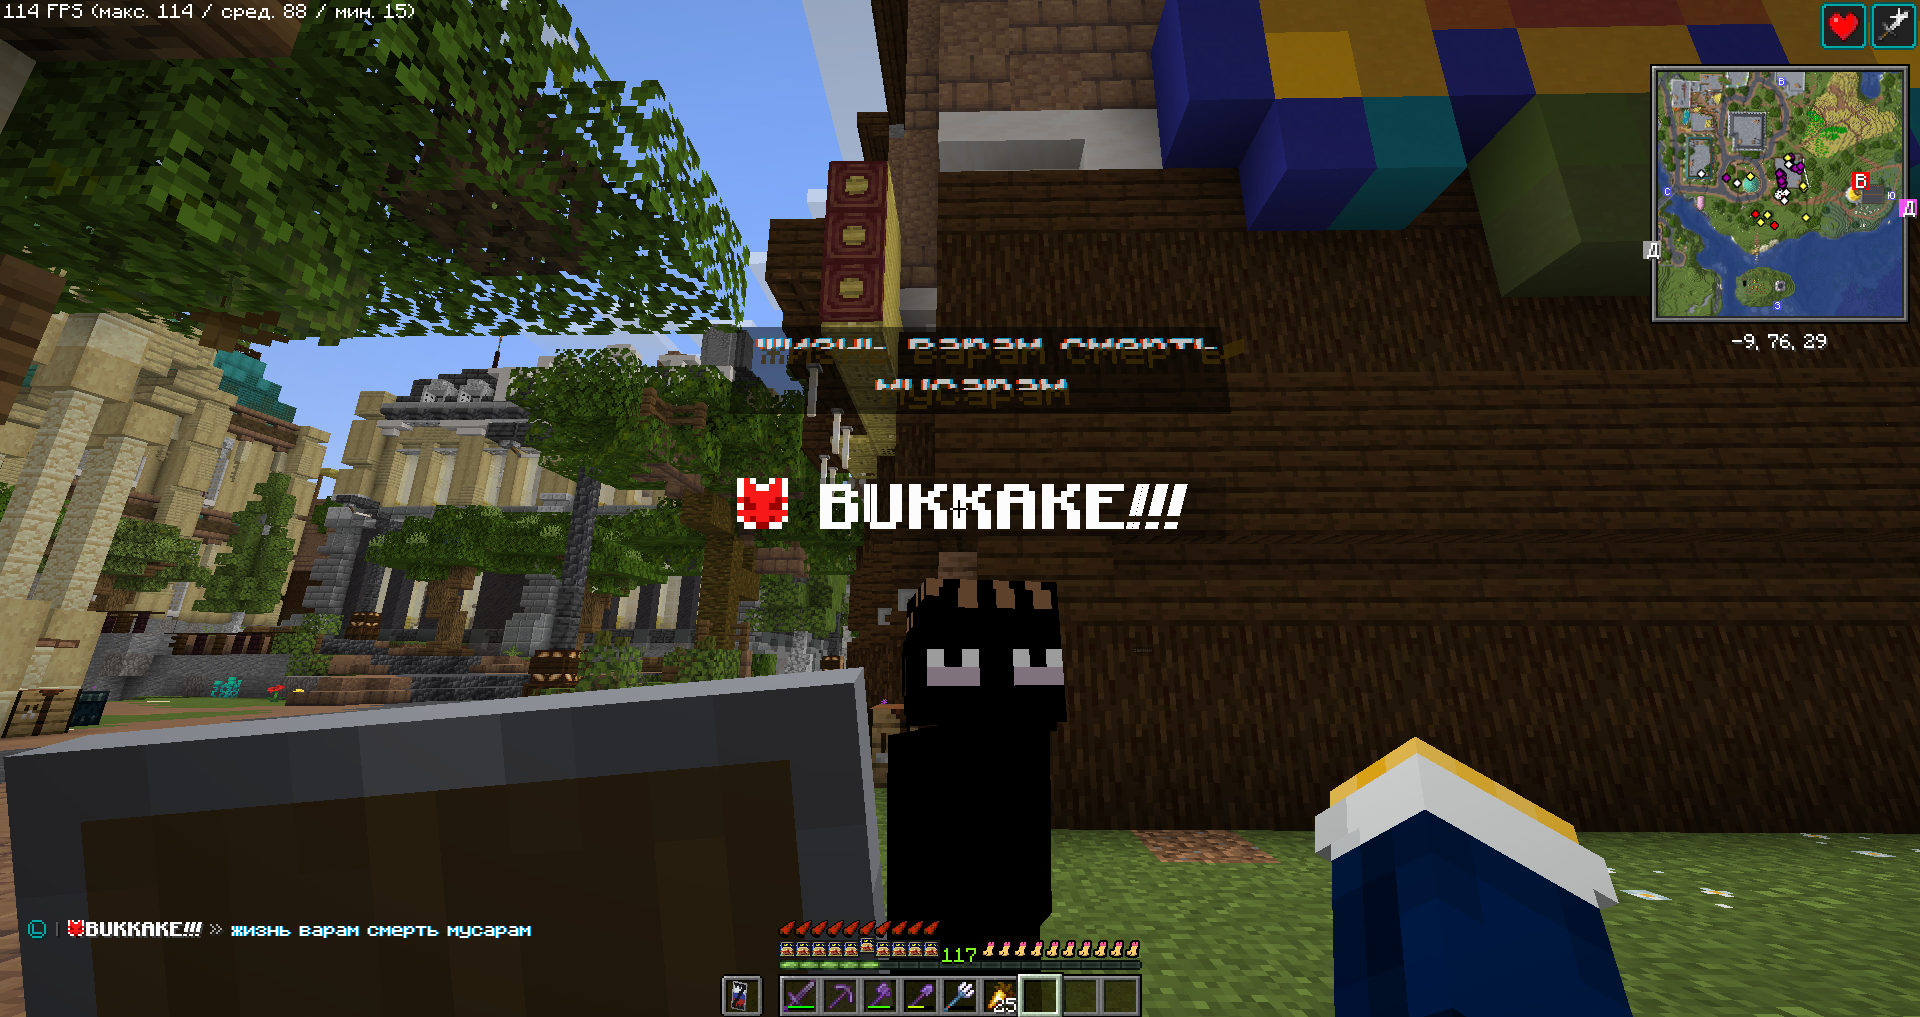 114 FPS (макс. 114 / сред. 88 / мин. 15)
В
С
Ю
В
Д
Д
З
-9, 76, 29
жизнь варам смерть
мусарам
BUKKAKE!!!
L | BUKKAKE!!! » жизнь варам смерть мусарам
117
25